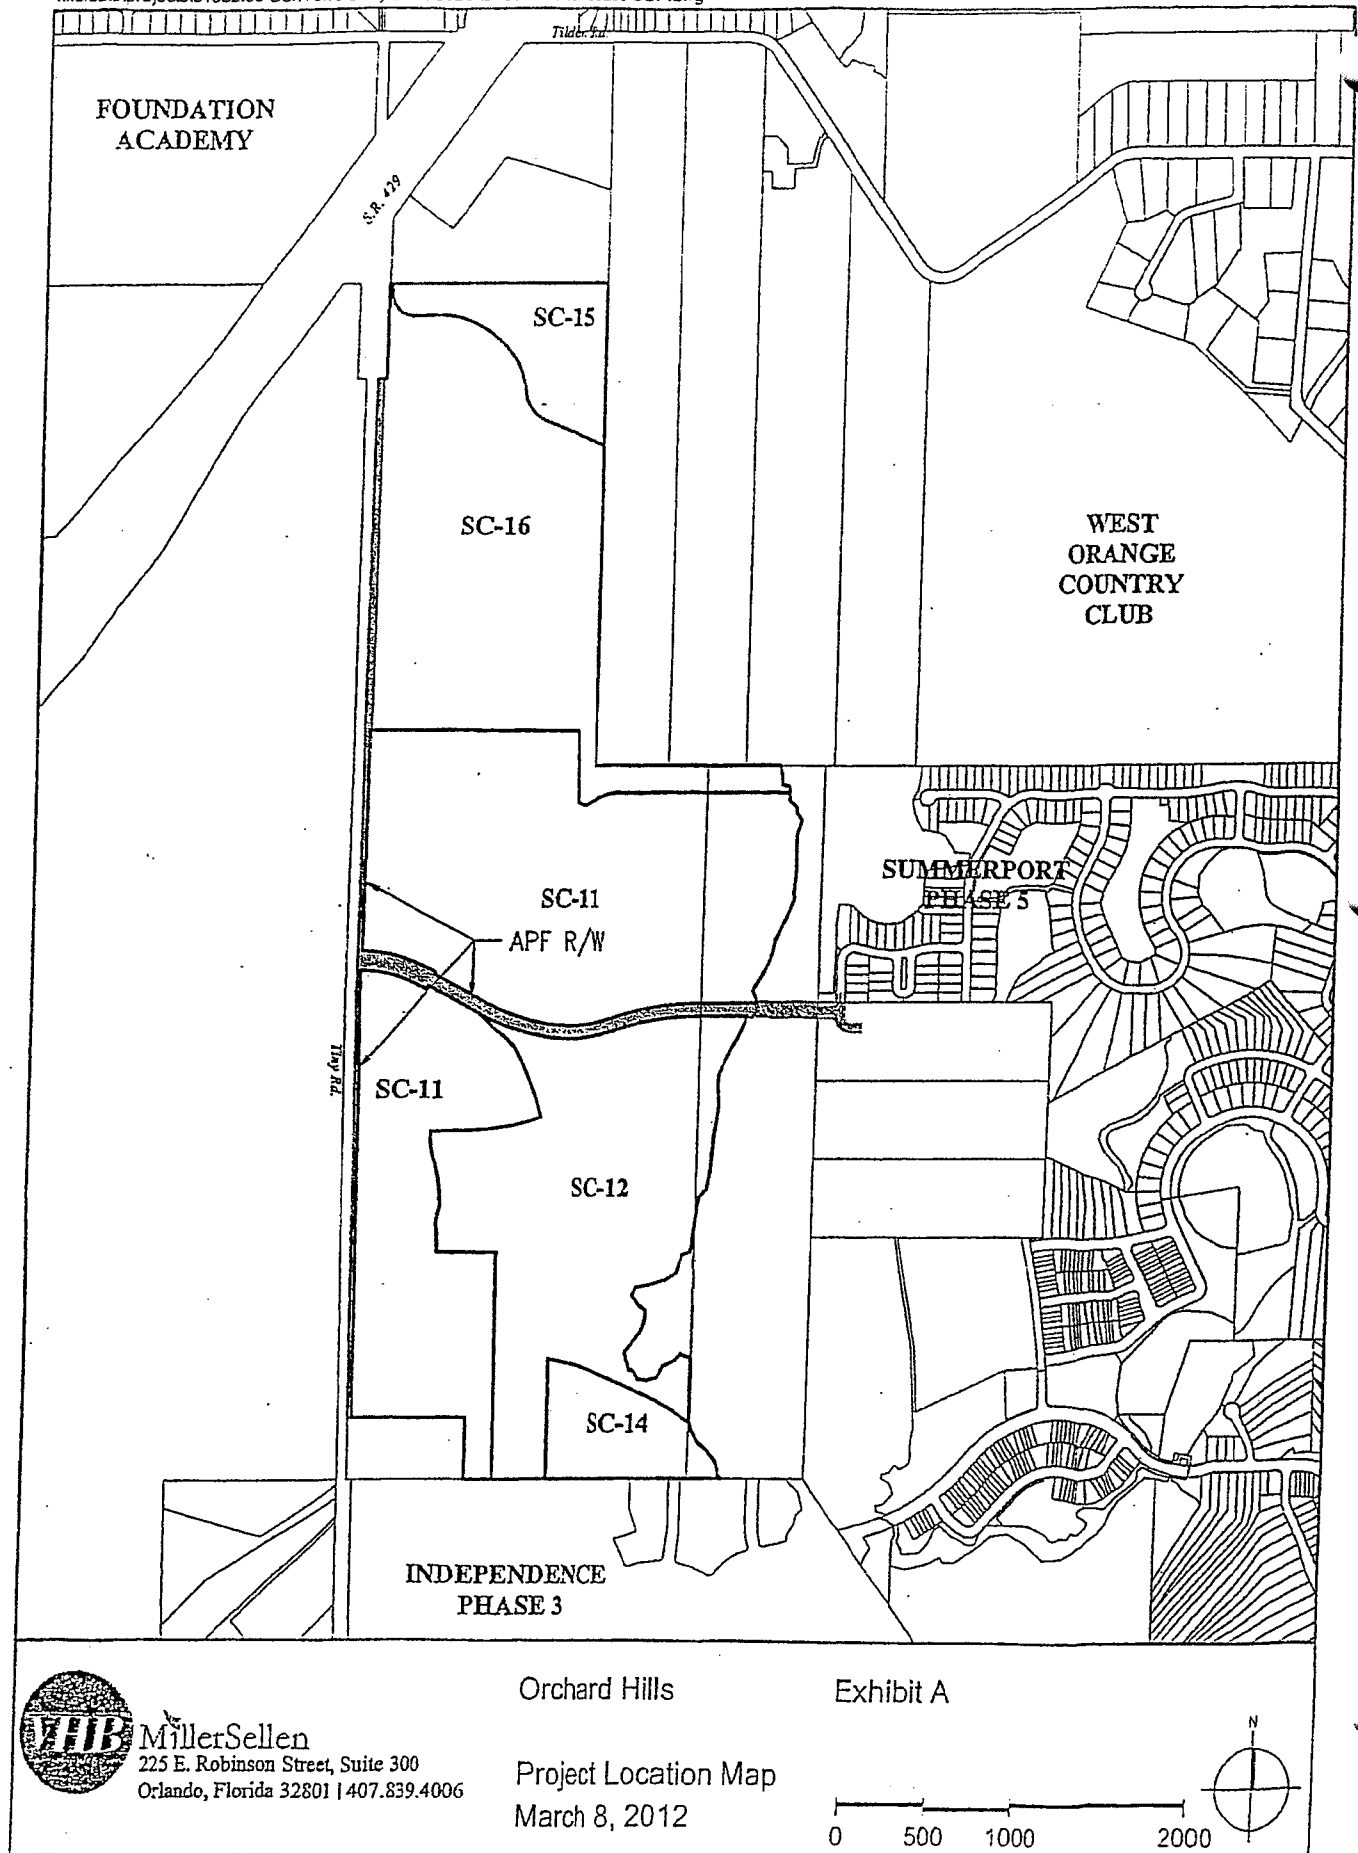 Tilden Rd.
FOUNDATION
ACADEMY
S.R. 429
SC-15
SC-16
WEST
ORANGE
COUNTRY
CLUB
SUMMERPORT
PHASE 5
SC-11
APF R/W
Tiny Rd.
SC-11
SC-12
SC-14
INDEPENDENCE
PHASE 3
VHB
MillerSellen
225 E. Robinson Street, Suite 300
Orlando, Florida 32801 | 407.839.4006
Orchard Hills
Exhibit A
Project Location Map
March 8, 2012
N
0 500 1000 2000